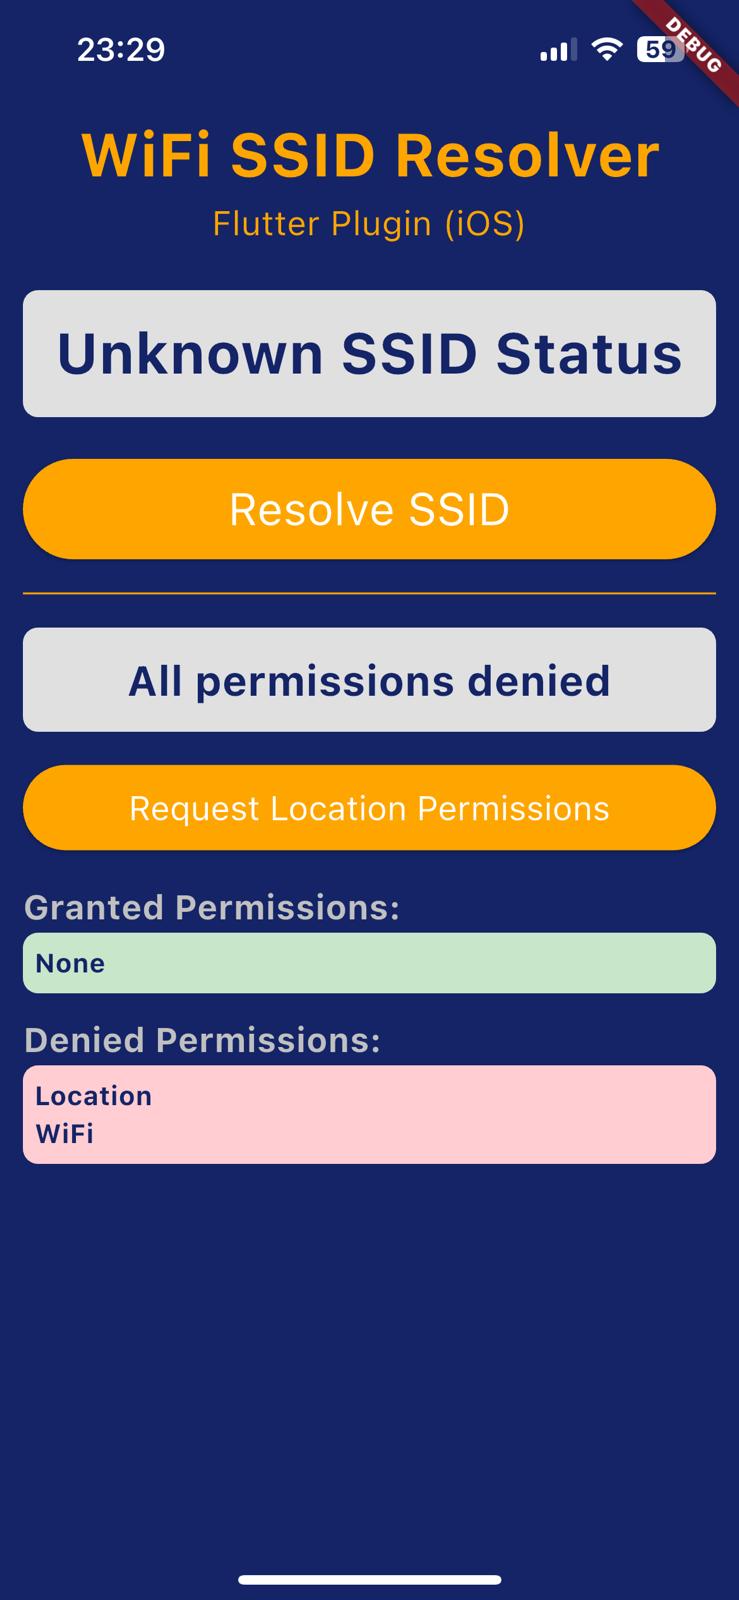 23:29
59
DEBUG
WiFi SSID Resolver
Flutter Plugin (iOS)
Unknown SSID Status
Resolve SSID
All permissions denied
Request Location Permissions
Granted Permissions:
None
Denied Permissions:
Location
WiFi